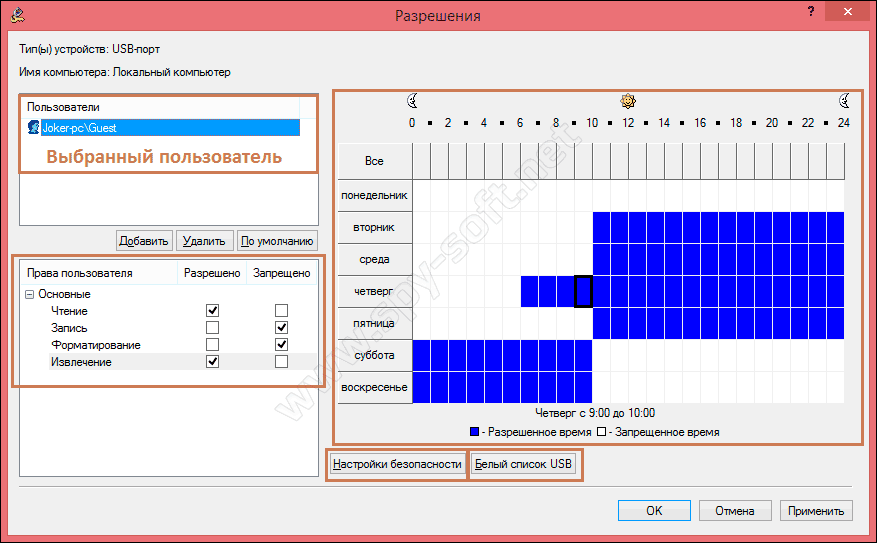 Разрешения
?
Тип(ы) устройств: USB-порт
Имя компьютера: Локальный компьютер
Пользователи
Joker-pc\Guest
Выбранный пользователь
Добавить Удалить По умолчанию
Права пользователя Разрешено Запрещено
Основные
Чтение
Запись
Форматирование
Извлечение
0 2 4 6 8 10 12 14 16 18 20 22 24
Все
понедельник
вторник
среда
четверг
пятница
суббота
воскресенье
Четверг с 9:00 до 10:00
- Разрешенное время - Запрещенное время
Настройки безопасности Белый список USB
OK Отмена Применить
www.spy-soft.net